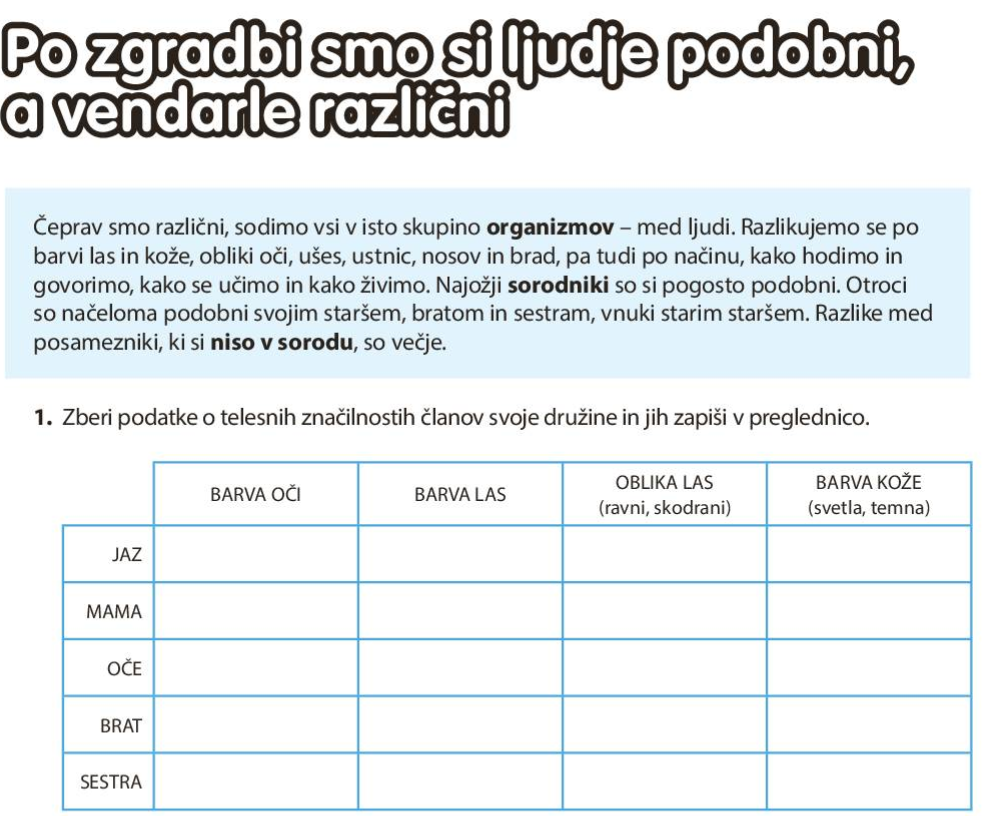 Po zgradbi smo si ljudje podobni,
a vendarle različni
Čeprav smo različni, sodimo vsi v isto skupino organizmov – med ljudi. Razlikujemo se po
barvi las in kože, obliki oči, ušes, ustnic, nosov in brad, pa tudi po načinu, kako hodimo in
govorimo, kako se učimo in kako živimo. Najožji sorodniki so si pogosto podobni. Otroci
so načeloma podobni svojim staršem, bratom in sestram, vnuki starim staršem. Razlike med
posamezniki, ki si niso v sorodu, so večje.
1. Zberi podatke o telesnih značilnostih članov svoje družine in jih zapiši v preglednico.
BARVA OČI
BARVA LAS
OBLIKA LAS
(ravni, skodrani)
BARVA KOŽE
(svetla, temna)
JAZ
MAMA
OČE
BRAT
SESTRA